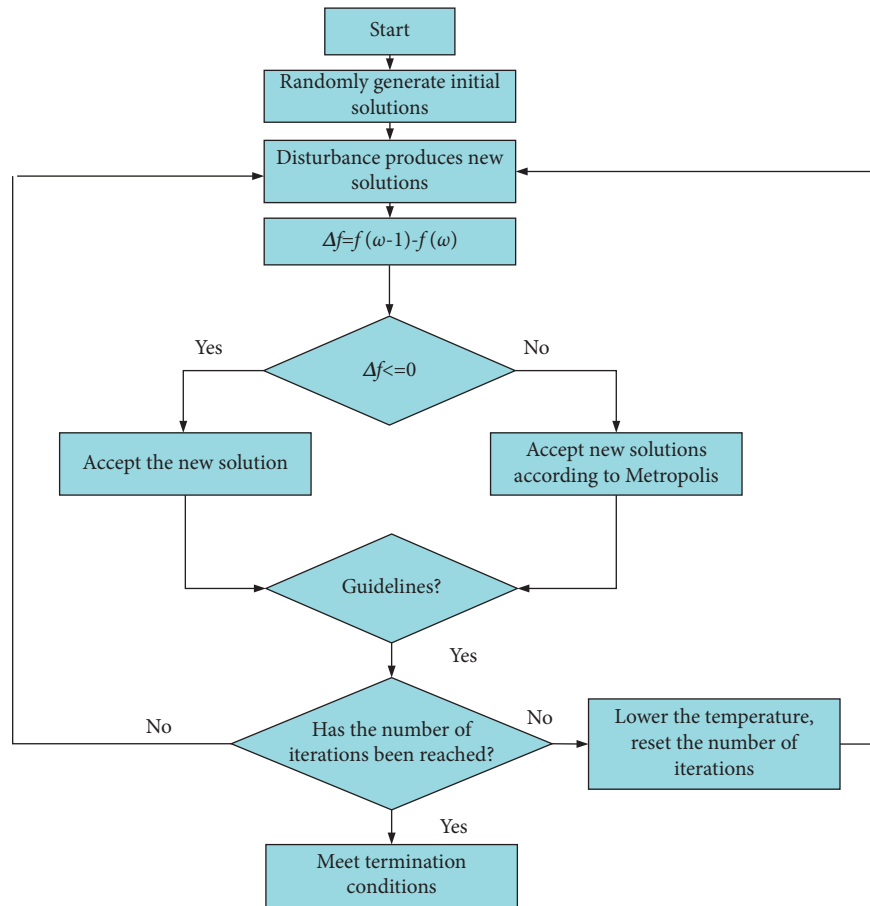 Start
Randomly generate initial
solutions
Disturbance produces new
solutions
Δf=f (ω-1)-f (ω)
Yes
No
Δf<=0
Accept the new solution
Accept new solutions
according to Metropolis
Guidelines?
Yes
No
Has the number of
iterations been reached?
No
Lower the temperature,
reset the number of
iterations
Yes
Meet termination
conditions